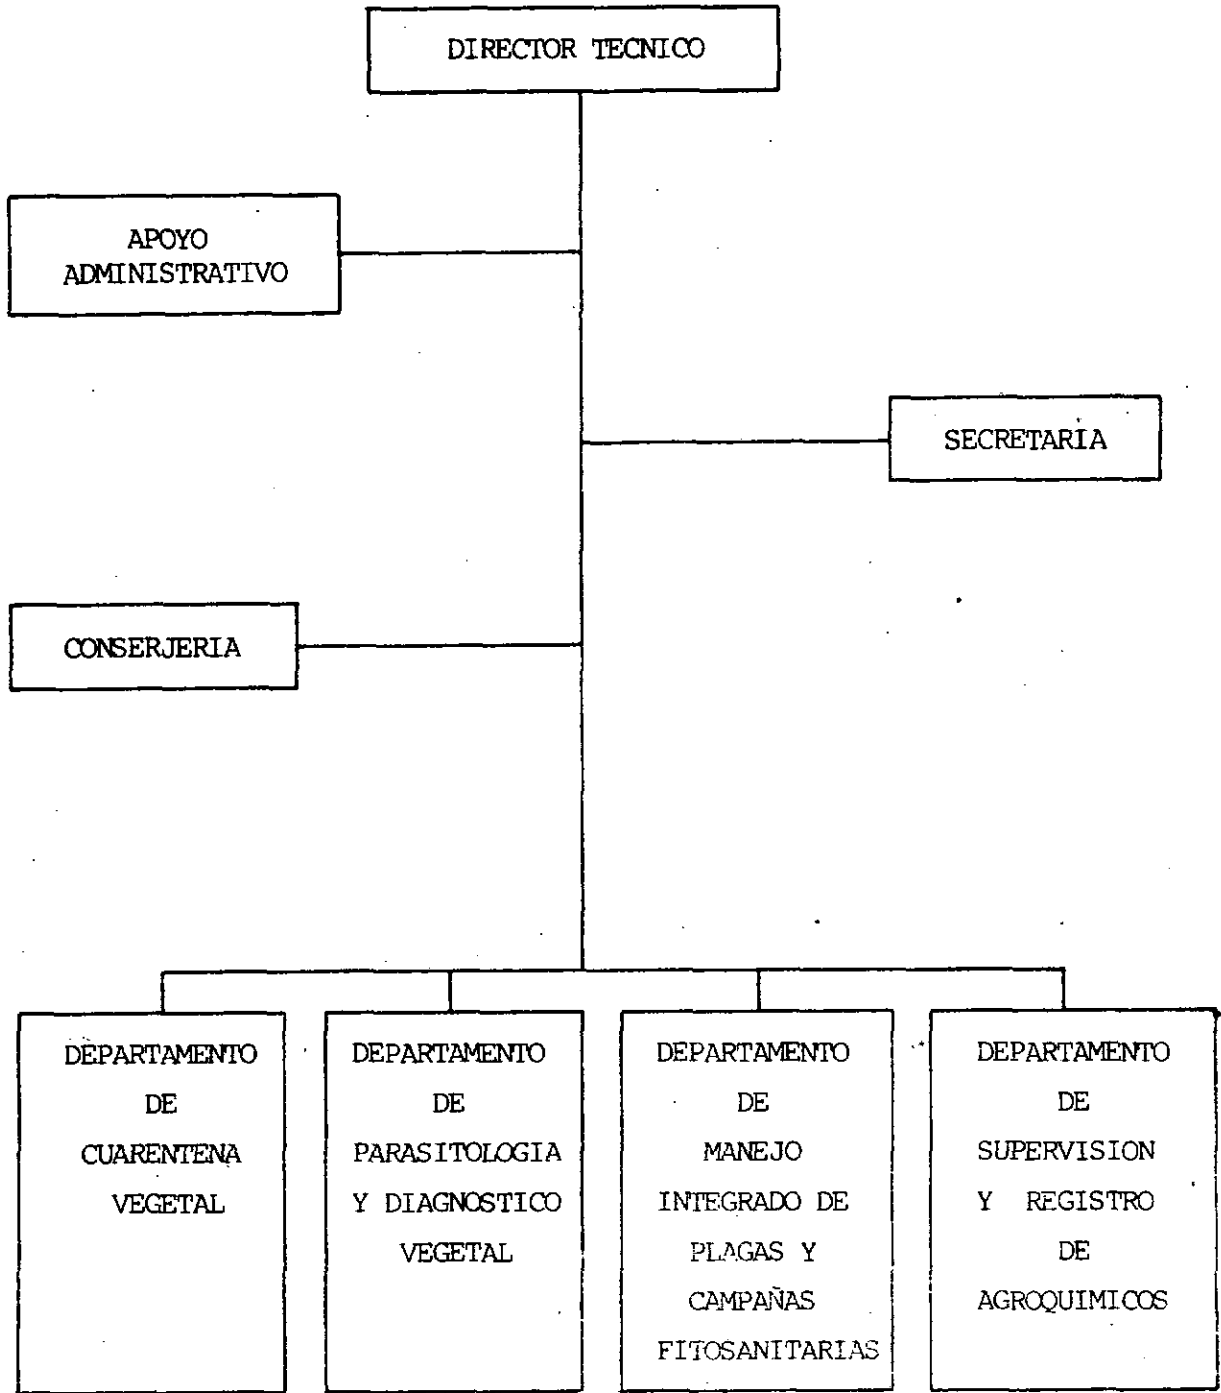 DIRECTOR TECNICO
APOYO
ADMINISTRATIVO
SECRETARIA
CONSERJERIA
DEPARTAMENTO
DE
CUARENTENA
VEGETAL
DEPARTAMENTO
DE
PARASITOLOGIA
Y DIAGNOSTICO
VEGETAL
DEPARTAMENTO
DE
MANEJO
INTEGRADO DE
PLAGAS Y
CAMPAÑAS
FITOSANITARIAS
DEPARTAMENTO
DE
SUPERVISION
Y REGISTRO
DE
AGROQUIMICOS